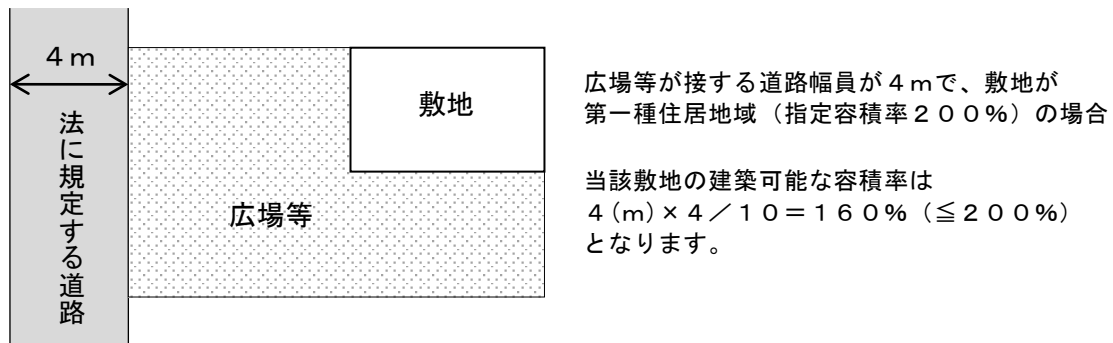 ４ｍ
法に規定する道路
敷地
広場等
広場等が接する道路幅員が４ｍで、敷地が
第一種住居地域（指定容積率２００％）の場合
当該敷地の建築可能な容積率は
４(ｍ)×４／１０＝１６０％（≦２００％）
となります。